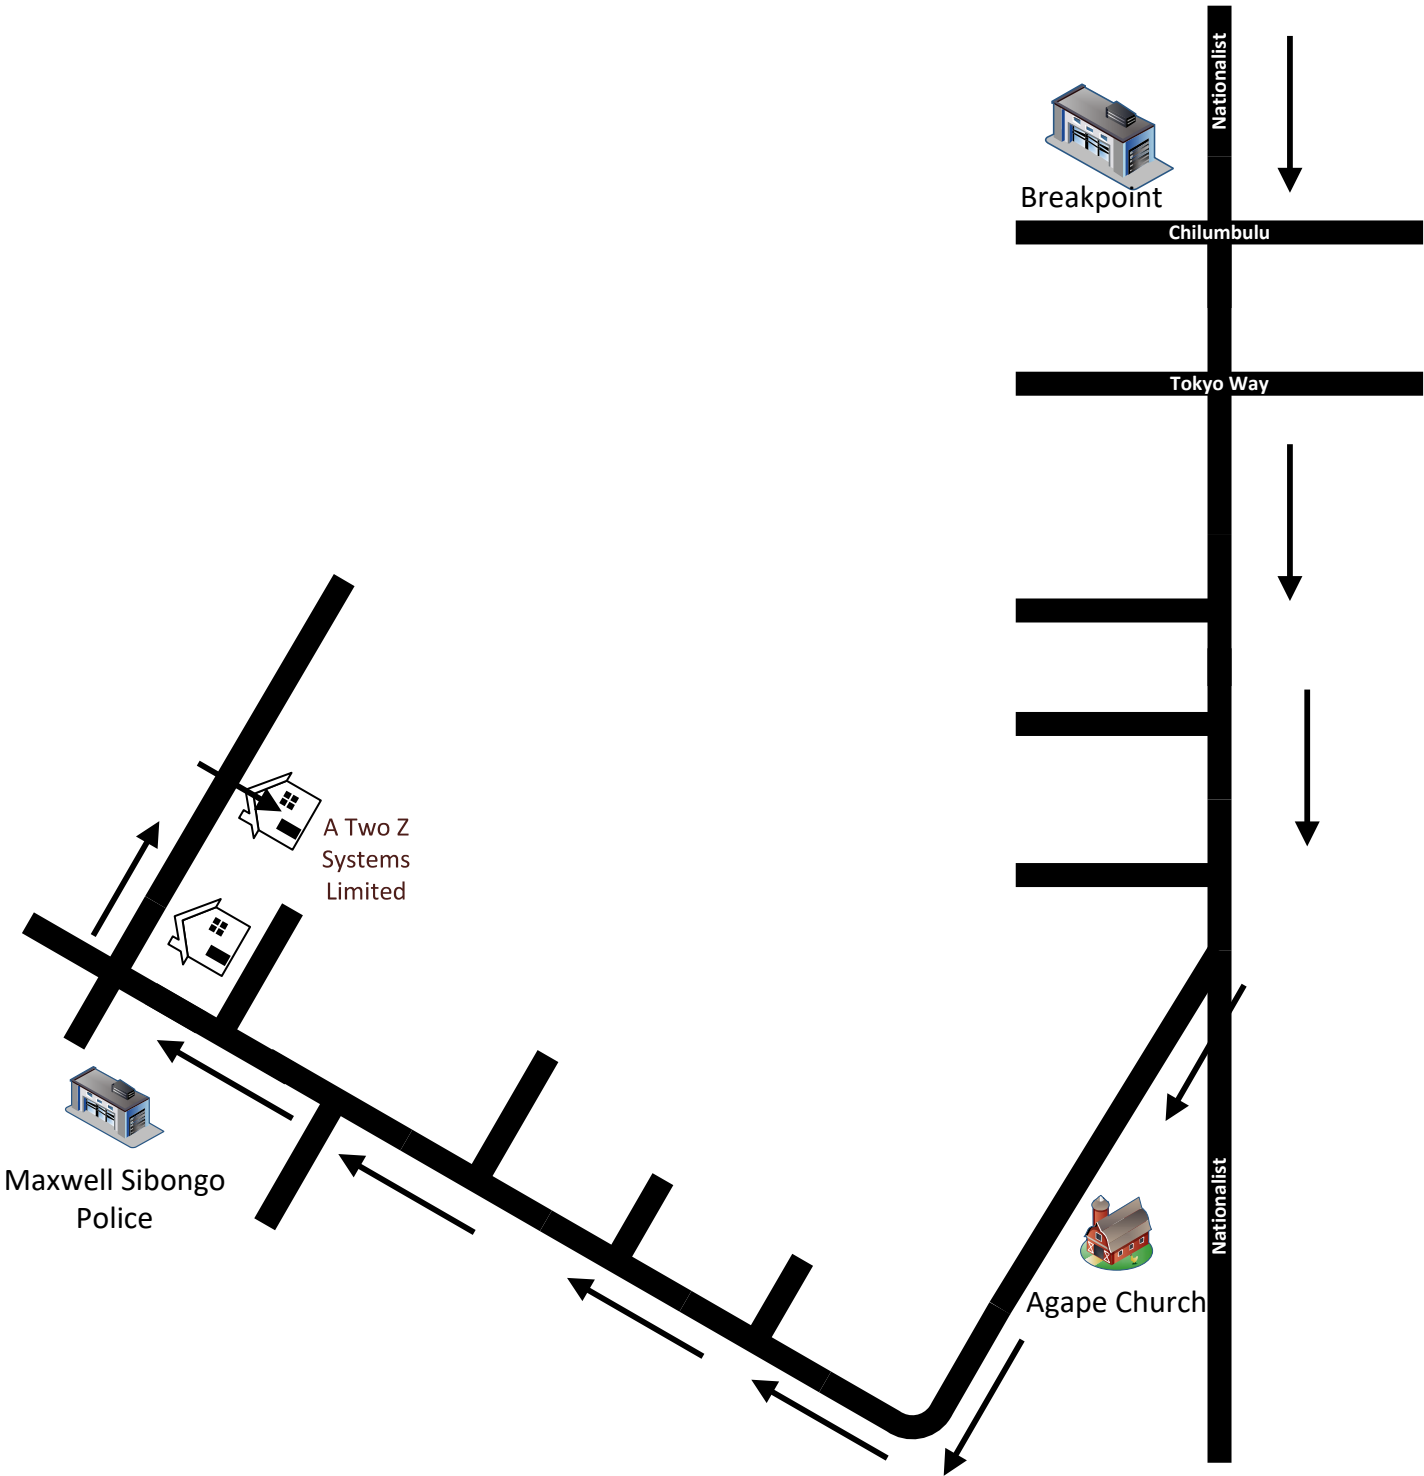 Nationalist
Breakpoint
Chilumbulu
Tokyo Way
A Two Z
Systems
Limited
Maxwell Sibongo
Police
Nationalist
Agape Church